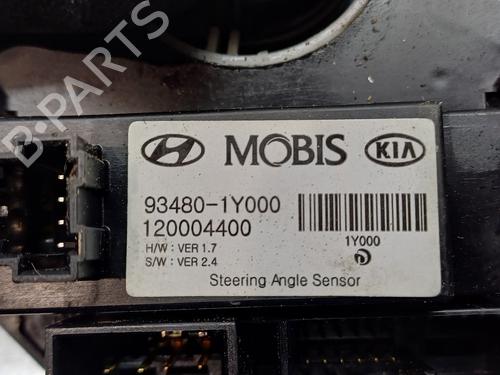 B-PARTS
MOBIS KIA
93480-1Y000
120004400
H/W : VER 1.7
S/W : VER 2.4
1Y000
Steering Angle Sensor